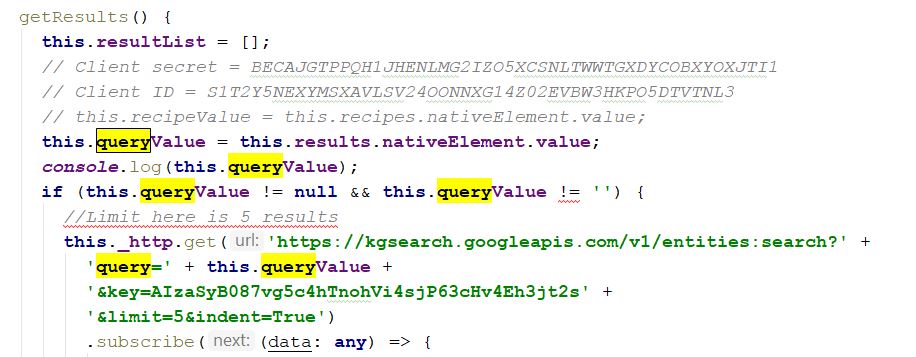 getResults() {
this.resultList = [];
// Client secret = BECAJGTPPQH1JHENLMG2IZO5XCSNLTWWTGXDYCOBXYOXJTI1
// Client ID = S1T2Y5NEXYMSXAVLSV24OONNXG14Z02EVBW3HKPO5DTVTNL3
// this.recipeValue = this.recipes.nativeElement.value;
this.queryValue = this.results.nativeElement.value;
console.log(this.queryValue);
if (this.queryValue != null && this.queryValue != '') {
//Limit here is 5 results
this._http.get( url: 'https://kgsearch.googleapis.com/v1/entities:search?' +
'query=' + this.queryValue +
'&key=AIzaSyB087vg5c4hTnohVi4sjP63cHv4Eh3jt2s' +
'&limit=5&indent=True')
.subscribe( next: (data: any) => {